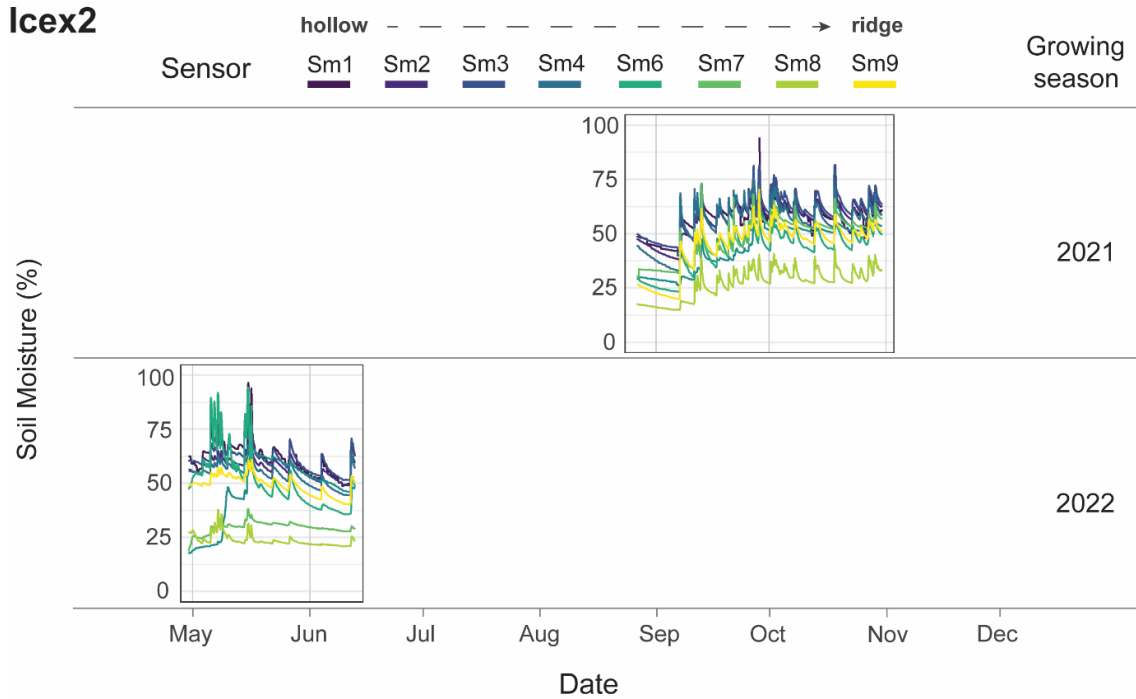 Icex2
hollow ridge
Sensor Sm1 Sm2 Sm3 Sm4 Sm6 Sm7 Sm8 Sm9
Growing
season
Soil Moisture (%)
100
75
50
25
0
2021
100
75
50
25
0
2022
May Jun Jul Aug Sep Oct Nov Dec
Date